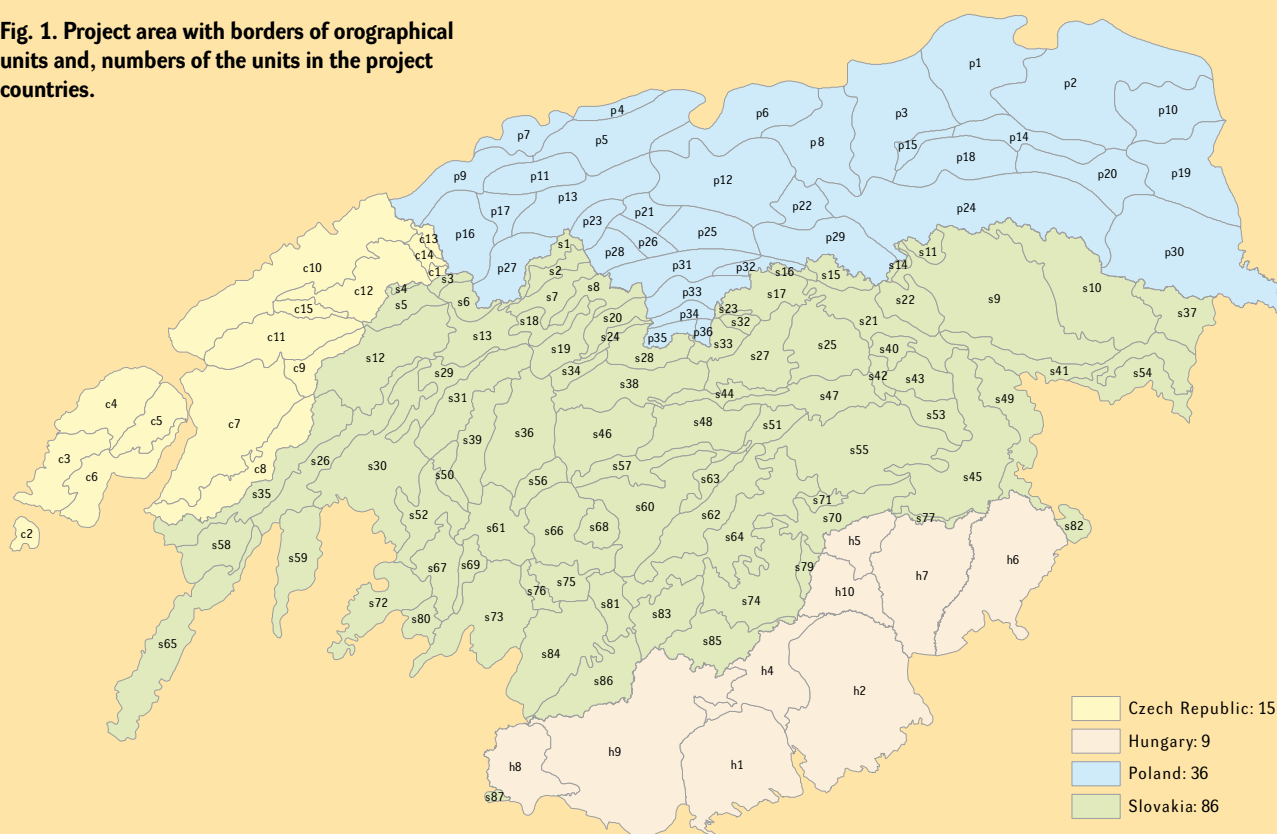 Fig. 1. Project area with borders of orographical
units and, numbers of the units in the project
countries.
p1
p2
p4
p10
p6
p3
p7
p5
p8
p14
p15
p18
p9
p11
p12
p20
p19
p13
p17
p23
p21
p22
p24
p16
c13
p26
p25
p29
s1
p28
c14
s11
p30
c10
c1
s3
p27
s2
p31
p32
s16
s15
s14
c12
s4
s5
s6
s7
s8
p33
s17
s22
s9
s10
c15
s18
s20
p34
s23
s32
s21
s37
c11
s13
s24
p35
p36
s33
s19
s28
s27
s25
s40
s12
c9
s29
s34
s38
s42
s43
s41
s54
s31
s44
s47
s49
c4
c5
c7
s39
s36
s46
s48
s51
s53
s55
c3
c6
c8
s26
s30
s50
s57
s56
s63
s45
s35
s60
s71
s52
s61
s66
s68
s62
s70
s77
s82
c2
s58
s59
s64
h5
s67
s69
s79
h7
h6
s76
s75
h10
s72
s80
s73
s81
s83
s74
s65
s84
s85
s86
h4
h2
h9
h8
h1
s87
Czech Republic: 15
Hungary: 9
Poland: 36
Slovakia: 86